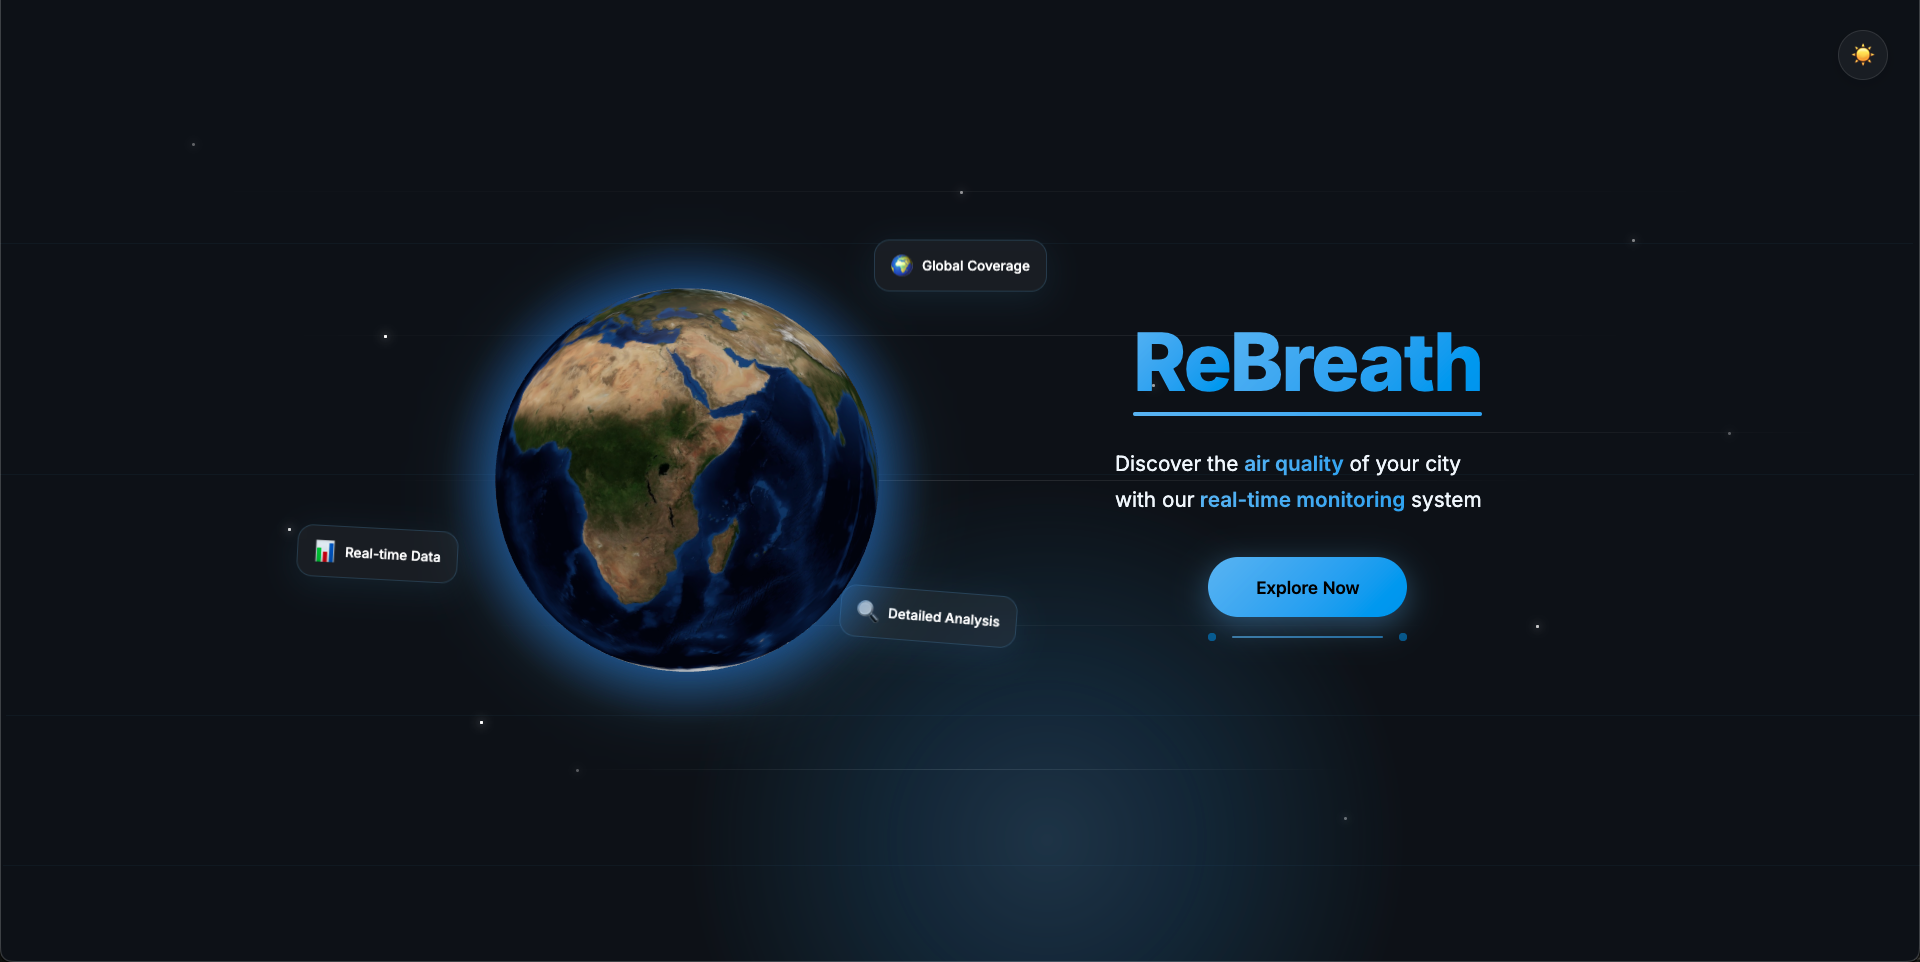 Global Coverage
ReBreath
Discover the air quality of your city
with our real-time monitoring system
Real-time Data
Explore Now
Detailed Analysis